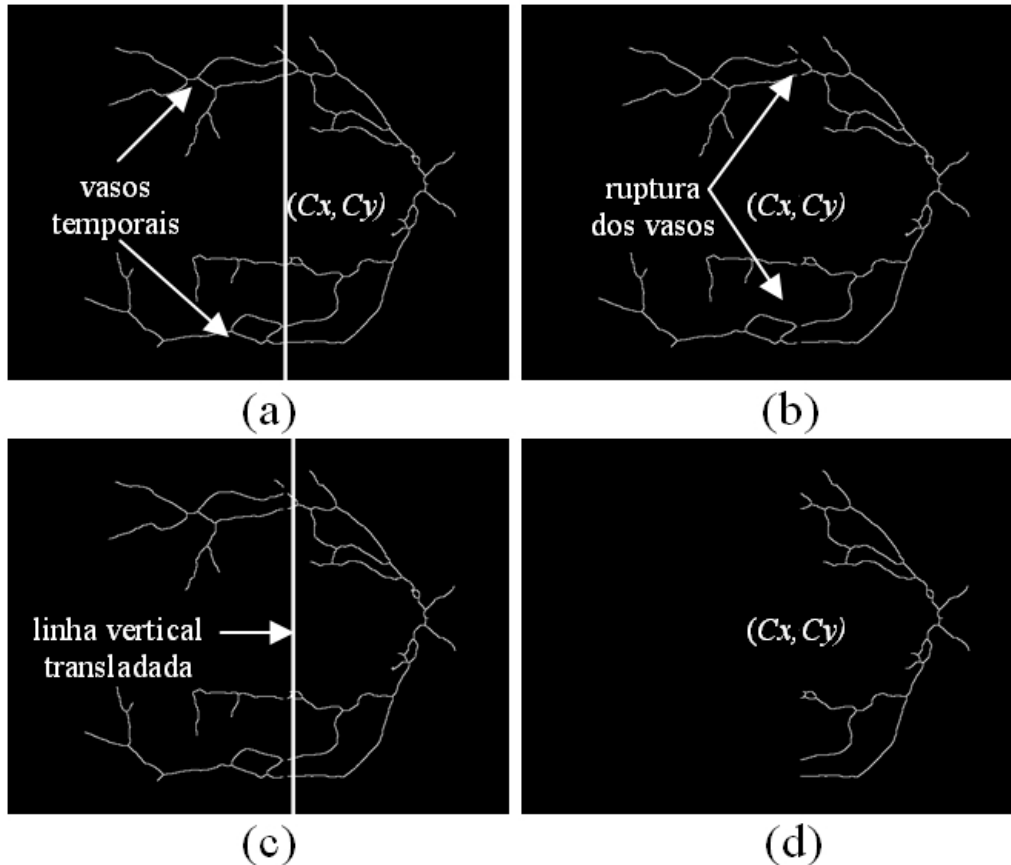 vasos
temporais
(Cx, Cy)
(a)
ruptura
dos vasos
(Cx, Cy)
(b)
linha vertical
transladada
(c)
(Cx, Cy)
(d)